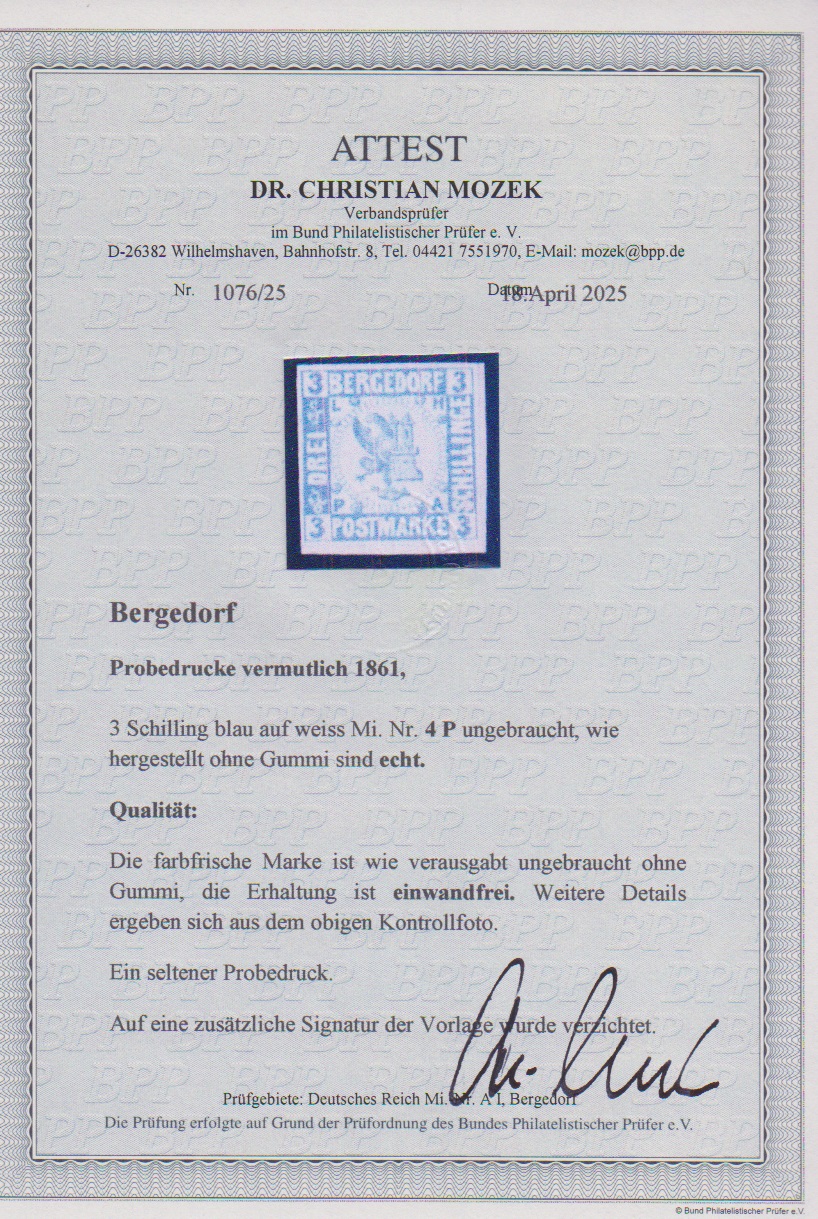 ATTEST
DR. CHRISTIAN MOZEK
Verbandsprüfer
im Bund Philatelistischer Prüfer e. V.
D-26382 Wilhelmshaven, Bahnhofstr. 8, Tel. 04421 7551970, E-Mail: mozek@bpp.de
Nr. 1076/25 Datum 18. April 2025
3 BERGEDORF 3
L H
DREI
SCHILLINGE
P A
3 POSTMARKE 3
Bergedorf
Probedrucke vermutlich 1861,
3 Schilling blau auf weiss Mi. Nr. 4 P ungebraucht, wie
hergestellt ohne Gummi sind echt.
Qualität:
Die farbfrische Marke ist wie verausgabt ungebraucht ohne
Gummi, die Erhaltung ist einwandfrei. Weitere Details
ergeben sich aus dem obigen Kontrollfoto.
Ein seltener Probedruck.
Auf eine zusätzliche Signatur der Vorlage wurde verzichtet.
Prüfgebiete: Deutsches Reich Mi. Nr. A I, Bergedorf
Die Prüfung erfolgte auf Grund der Prüfordnung des Bundes Philatelistischer Prüfer e.V.
© Bund Philatelistischer Prüfer e.V.